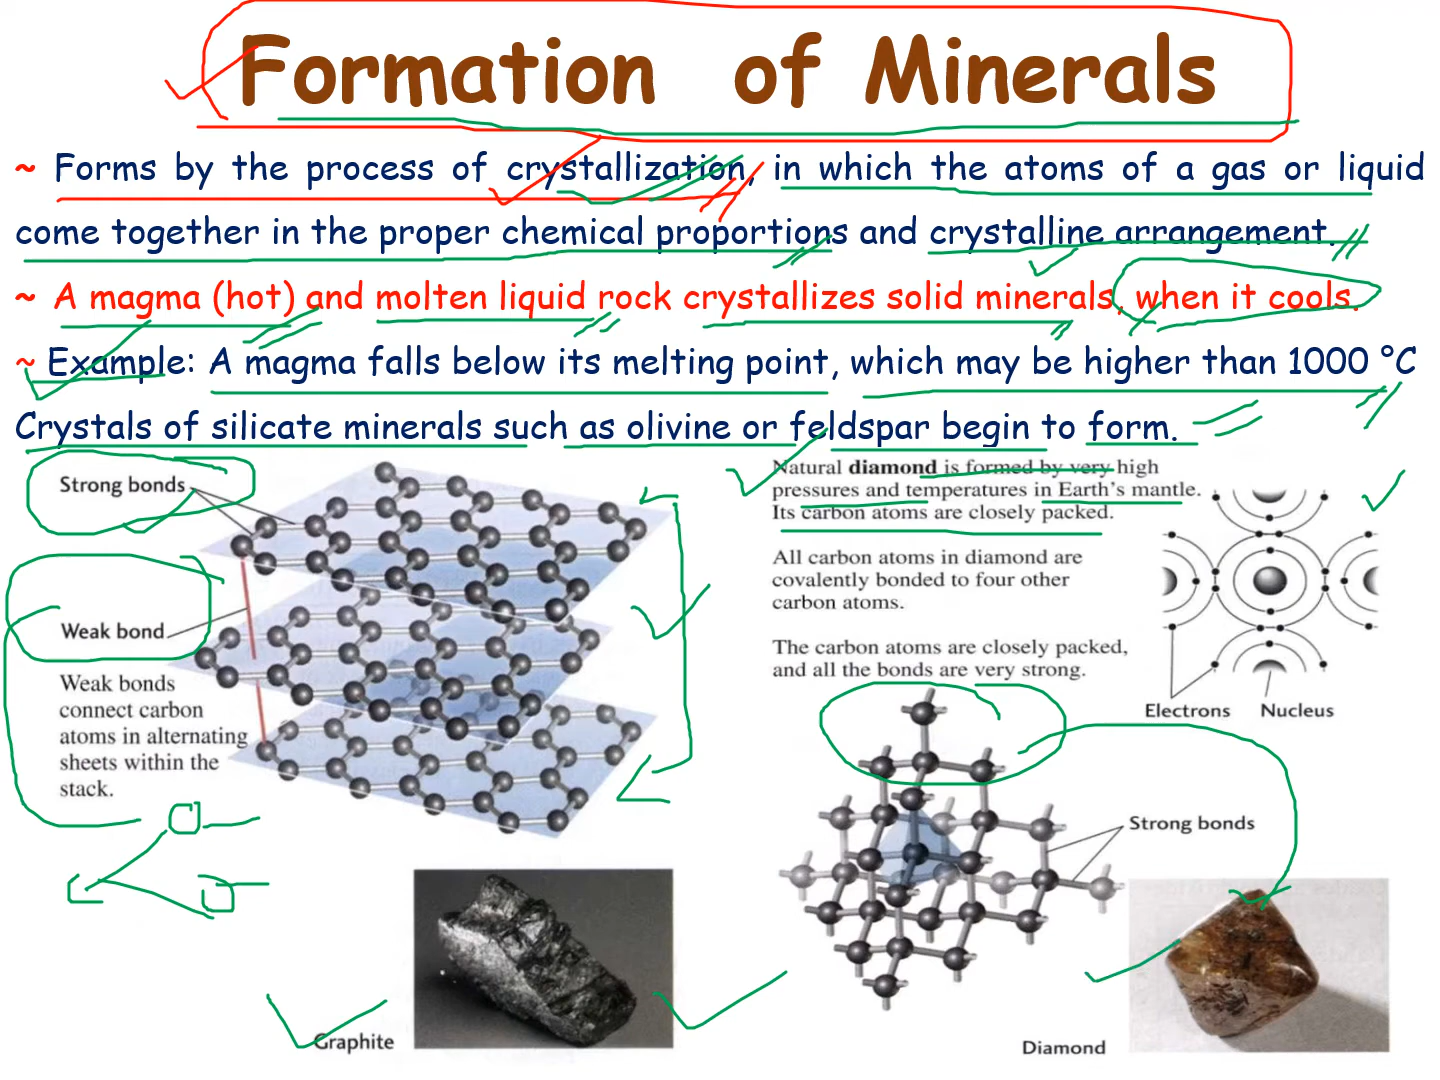 Formation of Minerals
~ Forms by the process of crystallization, in which the atoms of a gas or liquid
come together in the proper chemical proportions and crystalline arrangement.
~ A magma (hot) and molten liquid rock crystallizes solid minerals, when it cools.
~ Example: A magma falls below its melting point, which may be higher than 1000 °C
Crystals of silicate minerals such as olivine or feldspar begin to form.
Strong bonds
Weak bond
Weak bonds
connect carbon
atoms in alternating
sheets within the
stack.
Graphite
Natural diamond is formed by very high
pressures and temperatures in Earth's mantle.
Its carbon atoms are closely packed.
All carbon atoms in diamond are
covalently bonded to four other
carbon atoms.
The carbon atoms are closely packed,
and all the bonds are very strong.
Electrons Nucleus
Strong bonds
Diamond